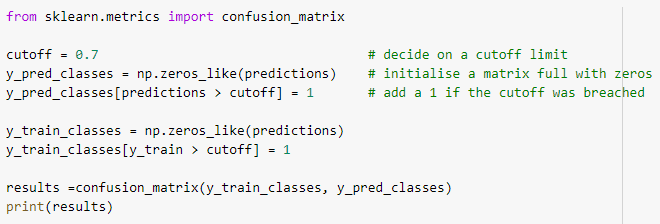 from sklearn.metrics import confusion_matrix
cutoff = 0.7 # decide on a cutoff limit
y_pred_classes = np.zeros_like(predictions) # initialise a matrix full with zeros
y_pred_classes[predictions > cutoff] = 1 # add a 1 if the cutoff was breached
y_train_classes = np.zeros_like(predictions)
y_train_classes[y_train > cutoff] = 1
results =confusion_matrix(y_train_classes, y_pred_classes)
print(results)